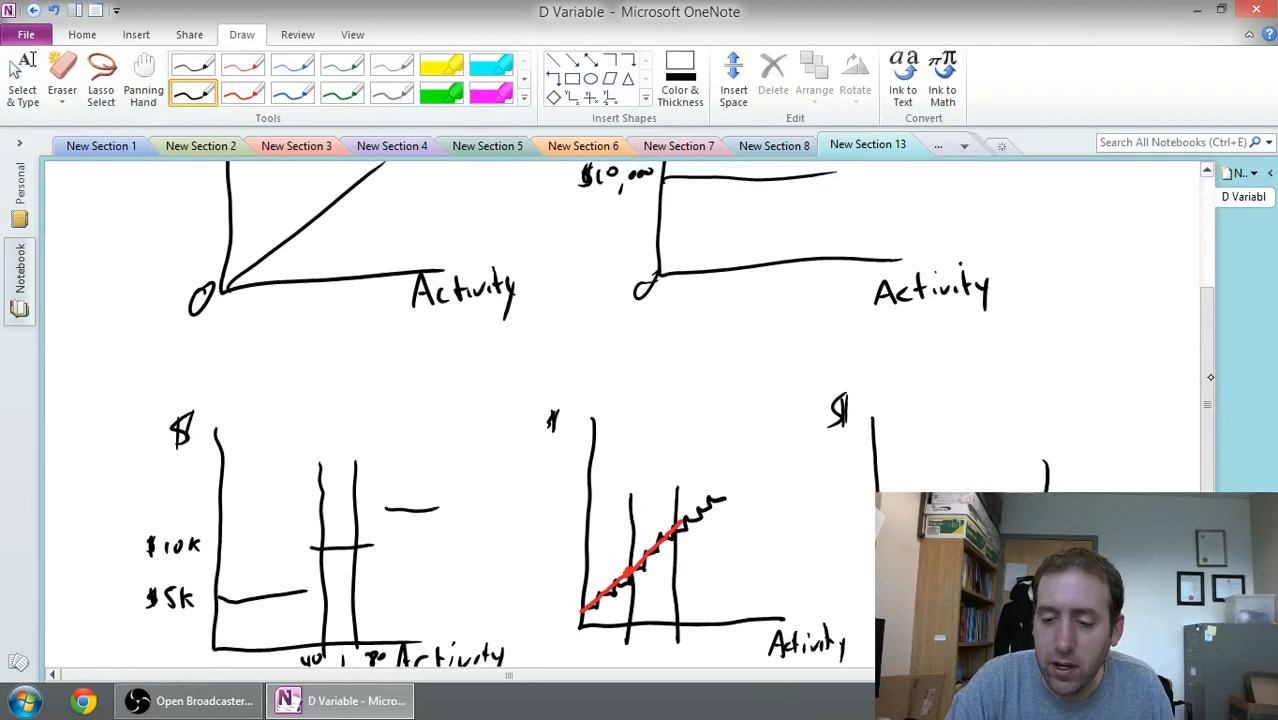 D Variable - Microsoft OneNote
File Home Insert Share Draw Review View
Select & Type
Eraser
Lasso Select
Panning Hand
Color & Thickness
Insert Space
Delete
Arrange
Rotate
Ink to Text
Ink to Math
Tools
Insert Shapes
Edit
Convert
New Section 1 New Section 2 New Section 3 New Section 4 New Section 5 New Section 6 New Section 7 New Section 8 New Section 13 ...
Search All Notebooks (Ctrl+E)
N..
D Variabl
Personal
Notebook
$10,000
0 Activity
0 Activity
$
$10k
$5k
40 80 Activity
$
Activity
$
Open Broadcaster...
D Variable - Micro...